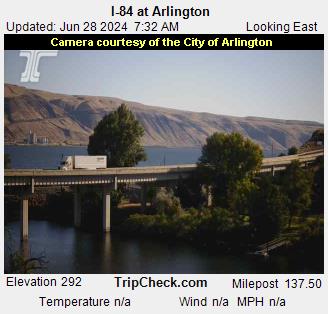 I-84 at Arlington
Updated: Jun 28 2024 7:32 AM Looking East
Camera courtesy of the City of Arlington
Elevation 292 TripCheck.com Milepost 137.50
Temperature n/a Wind n/a MPH n/a